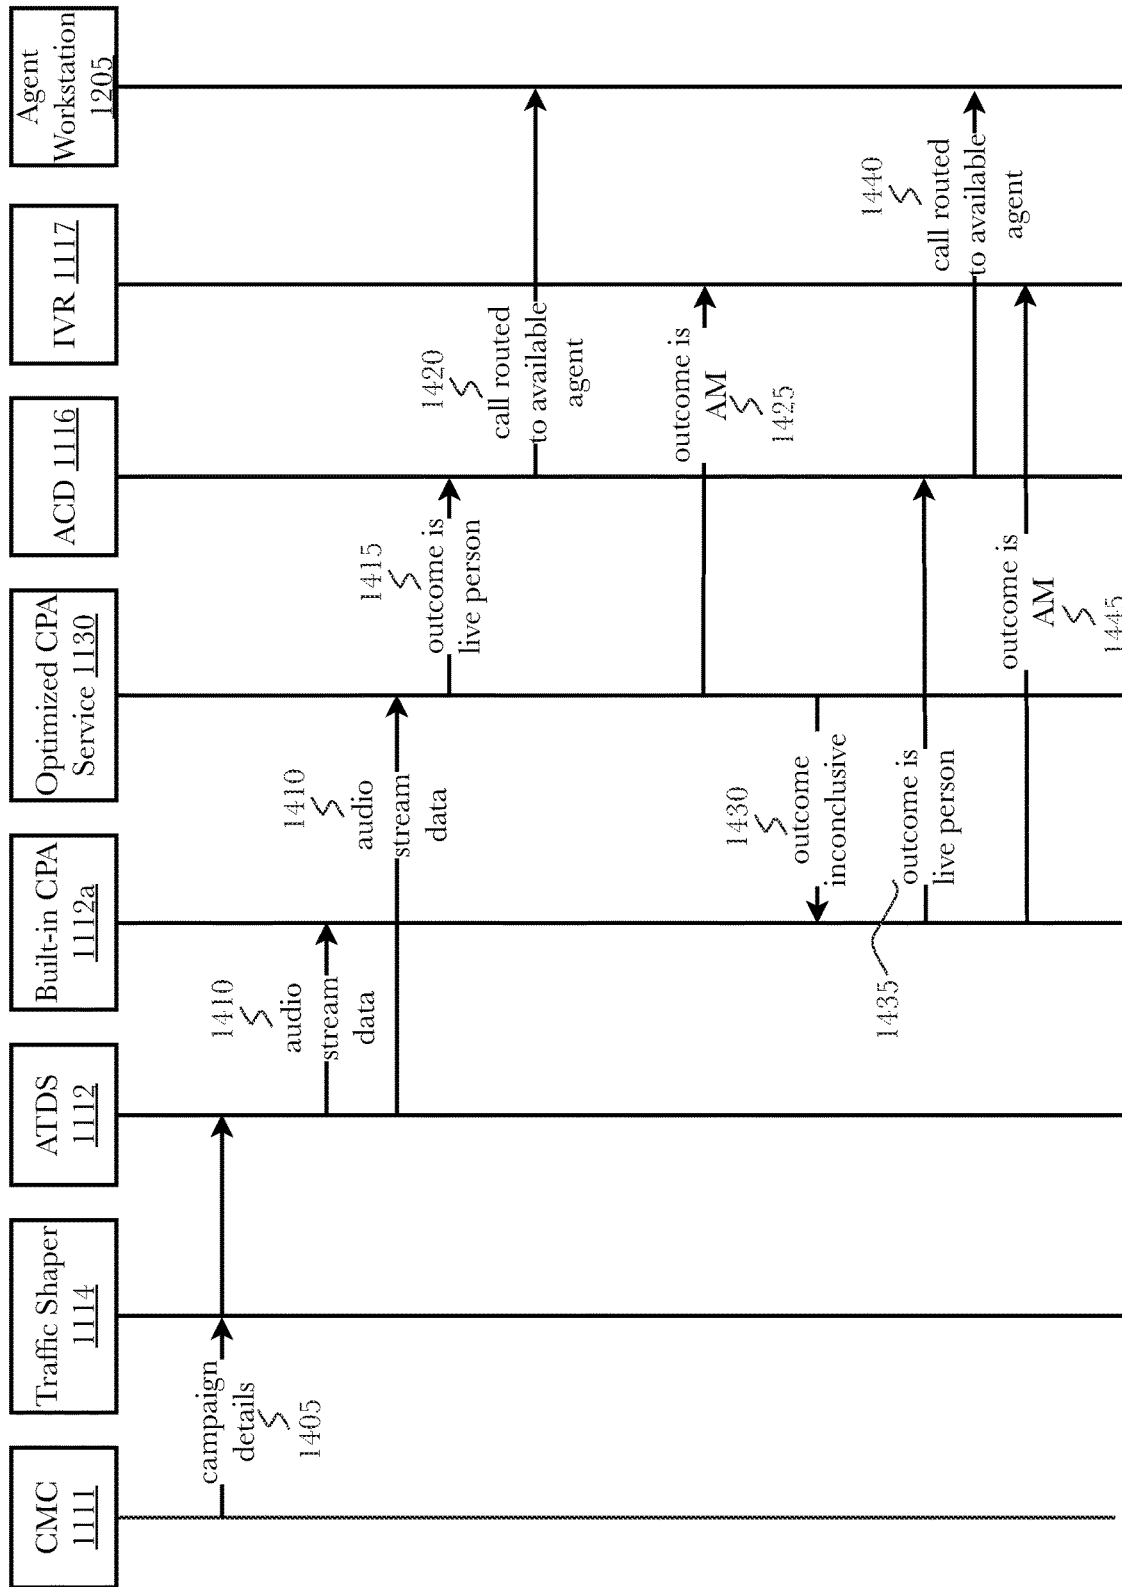 CMC
1111
Traffic Shaper
1114
ATDS
1112
Built-in CPA
1112a
Optimized CPA
Service 1130
ACD 1116
IVR 1117
Agent
Workstation
1205
campaign
details
1405
1410
audio
stream
data
1410
audio
stream
data
1415
outcome is
live person
1420
call routed
to available
agent
outcome is
AM
1425
1430
outcome
inconclusive
1435
outcome is
live person
1440
call routed
to available
agent
outcome is
AM
1445